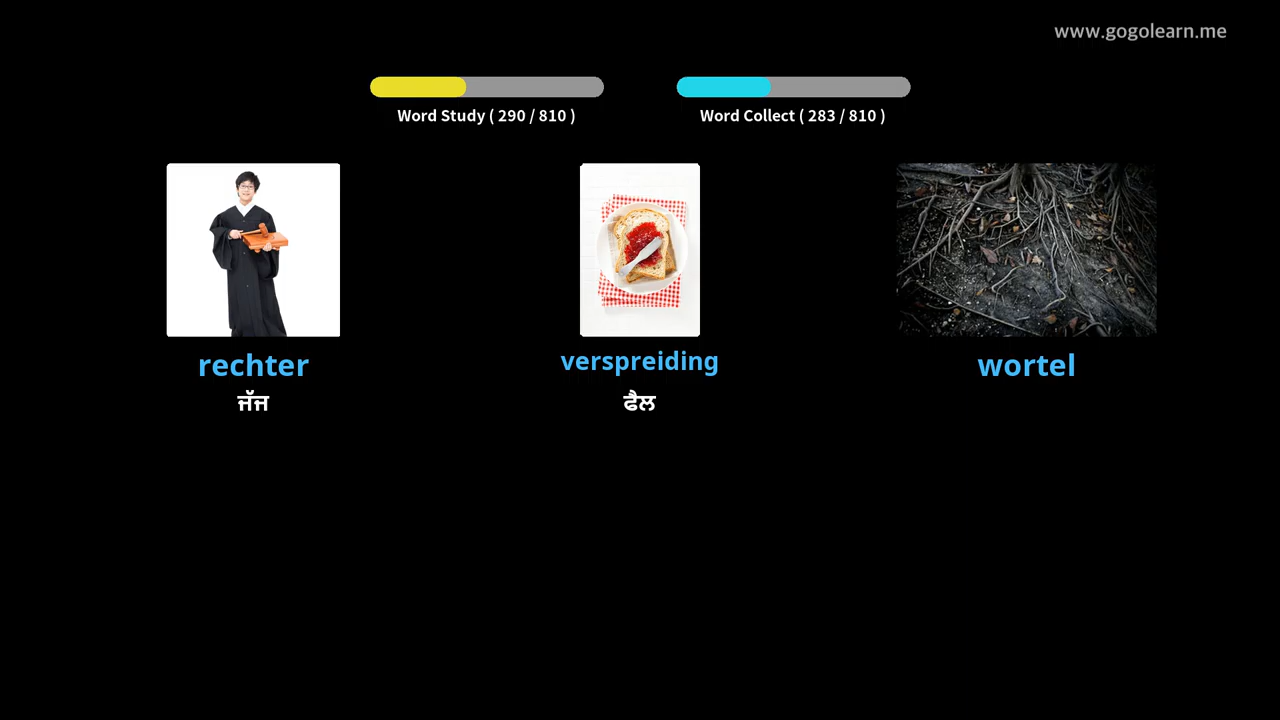 www.gogolearn.me
Word Study ( 290 / 810 )
Word Collect ( 283 / 810 )
rechter
verspreiding
wortel
ਜੱਜ
ਫੈਲ